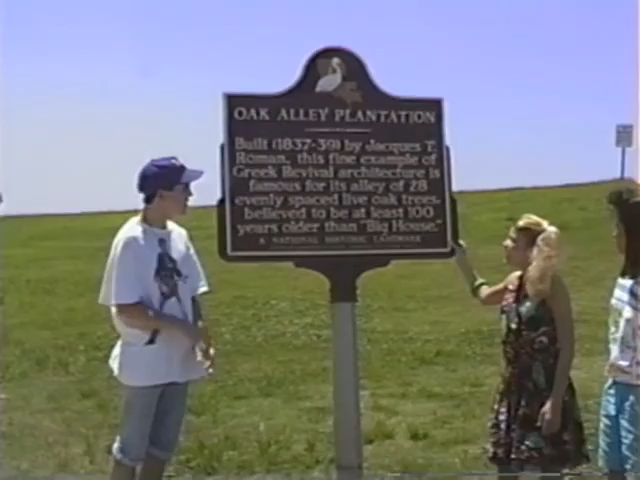 OAK ALLEY PLANTATION
Built (1837-39) by Jacques T.
Roman, this fine example of
Greek Revival architecture is
famous for its alley of 28
evenly spaced live oak trees,
believed to be at least 100
years older than "Big House."
A NATIONAL HISTORIC LANDMARK